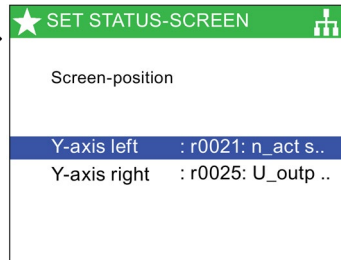 SET STATUS-SCREEN
Screen-position
Y-axis left : r0021: n_act s..
Y-axis right : r0025: U_outp ..